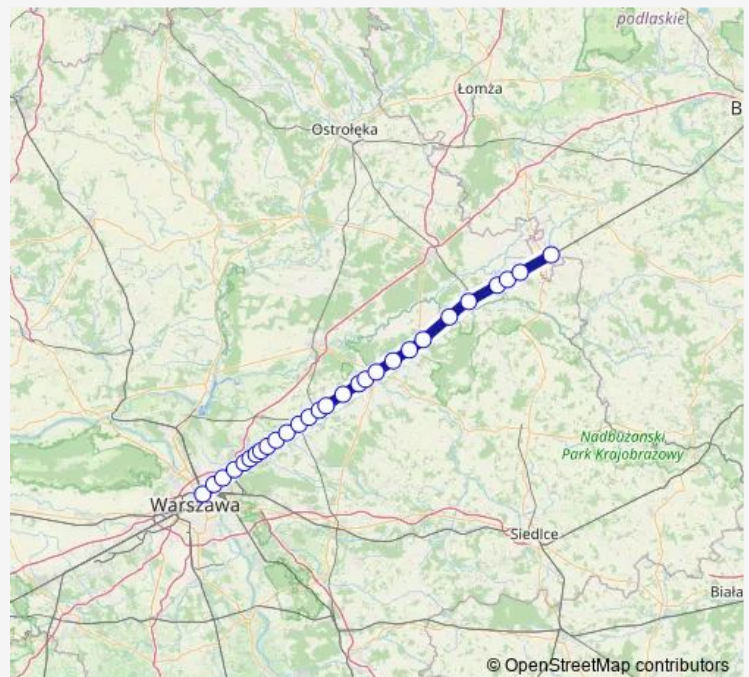 podlaskie
Łomża
B
Ostrołęka
Nadbużański
Park Krajobrazowy
Warszawa
Siedlce
Biała
© OpenStreetMap contributors